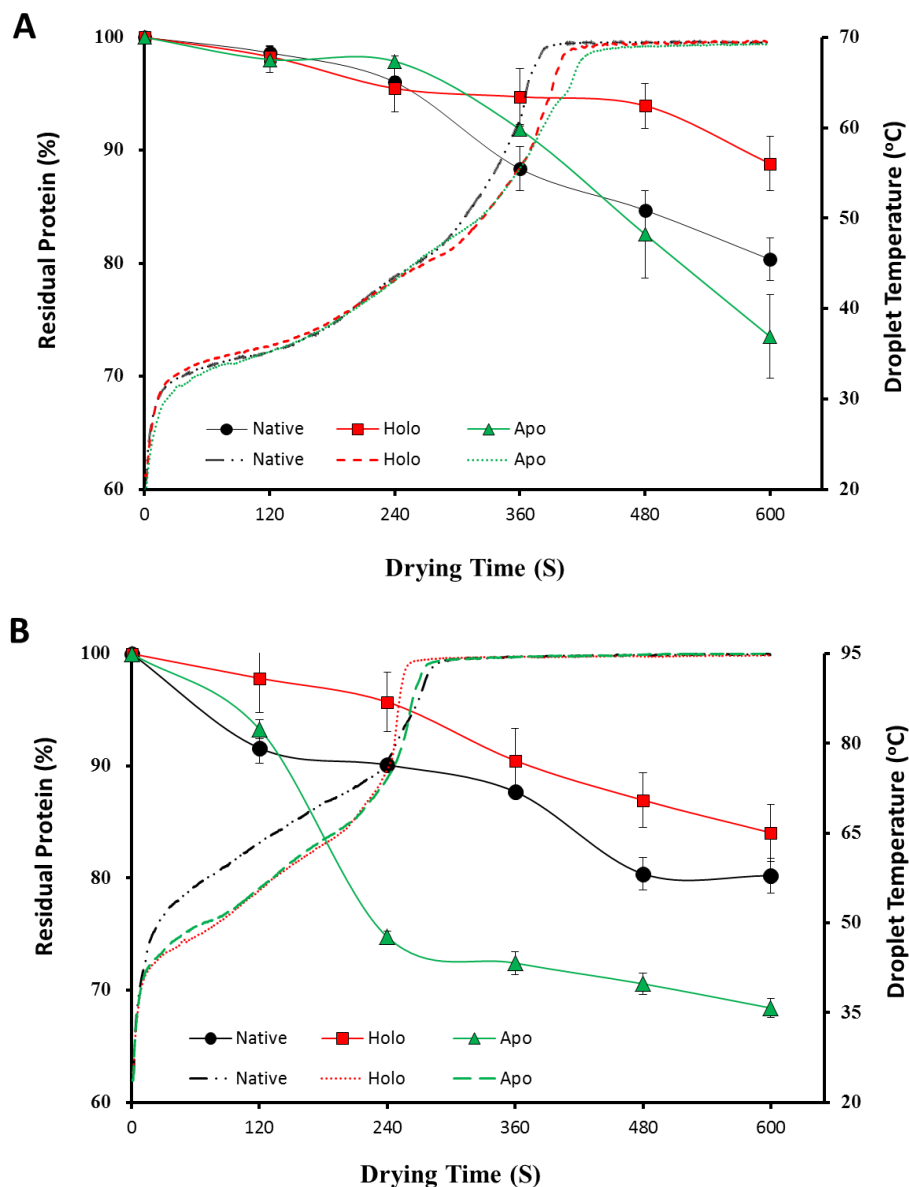 A
100
90
80
70
60
Residual Protein (%)
70
60
50
40
30
20
Droplet Temperature (ºC)
Native Holo Apo
Native Holo Apo
0 120 240 360 480 600
Drying Time (S)
B
100
90
80
70
60
Residual Protein (%)
95
80
65
50
35
20
Droplet Temperature (ºC)
Native Holo Apo
Native Holo Apo
0 120 240 360 480 600
Drying Time (S)